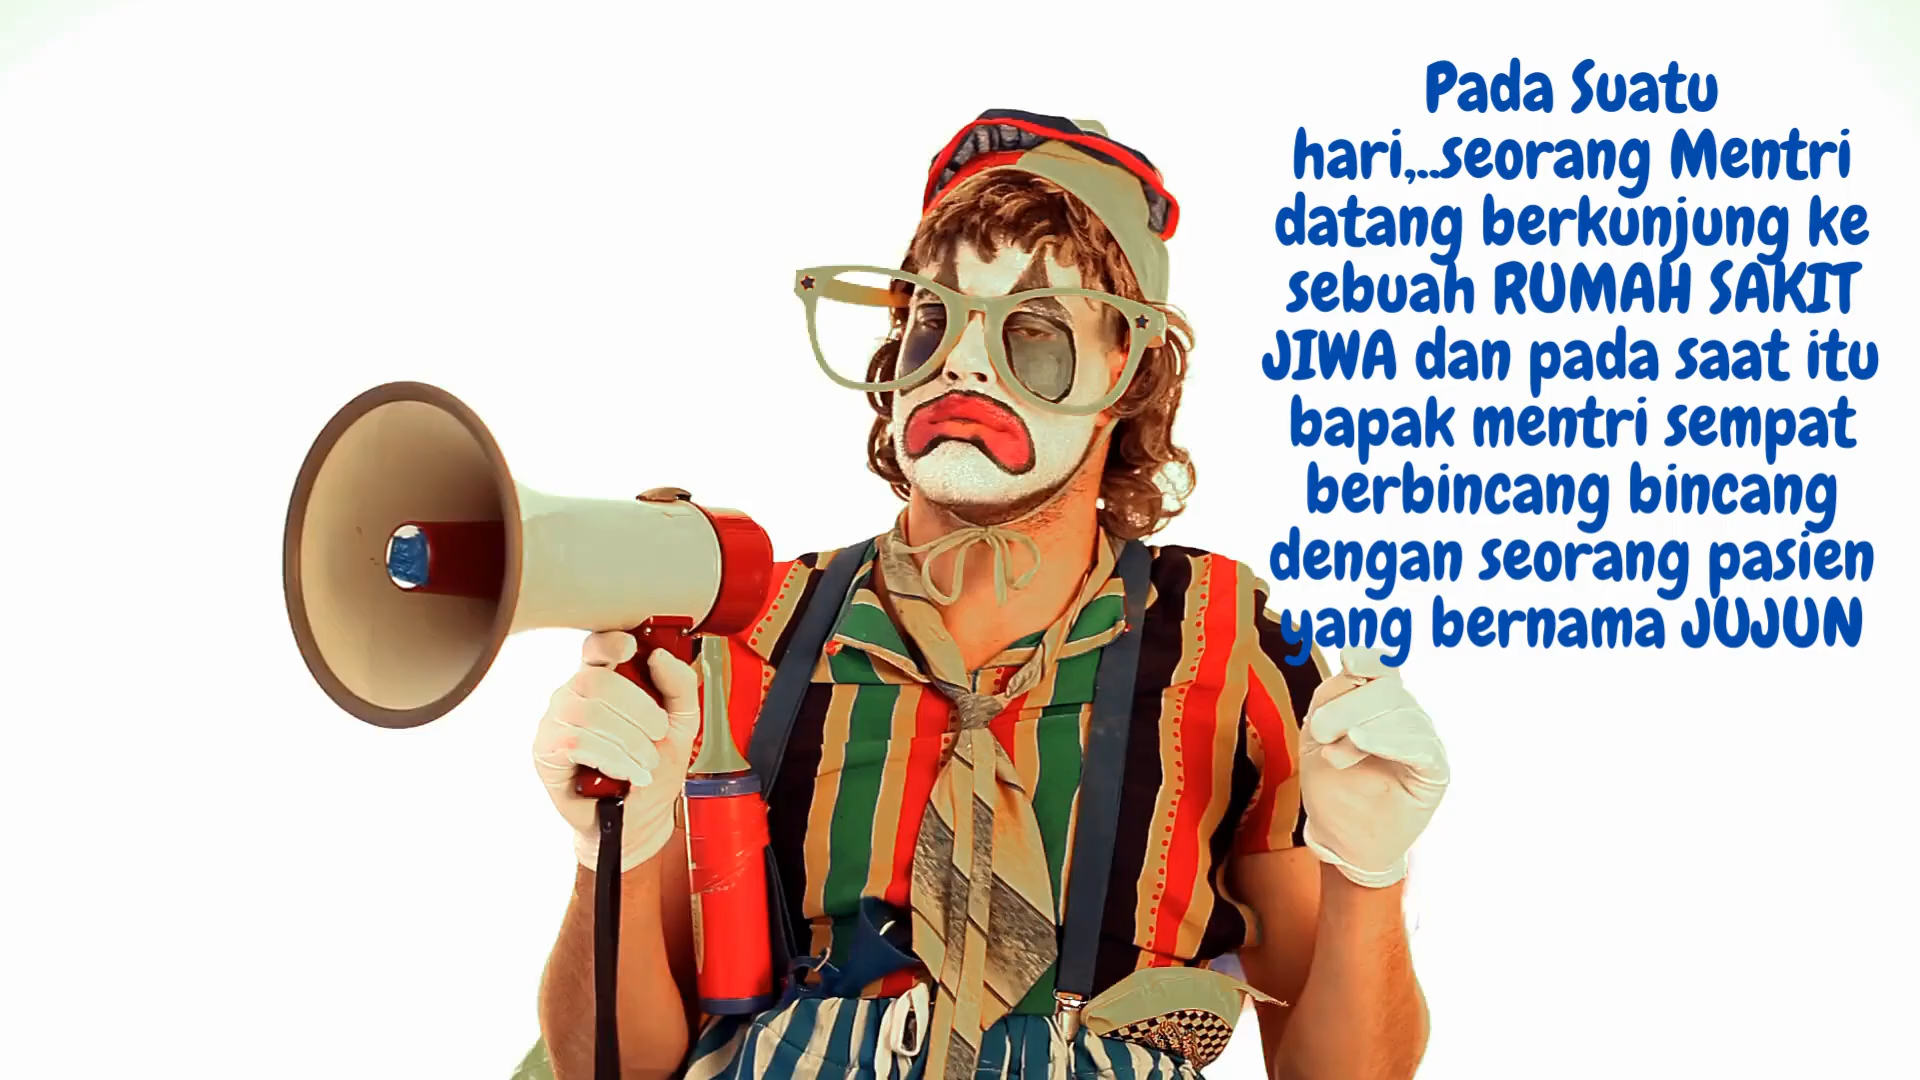 Pada Suatu
hari,..seorang Mentri
datang berkunjung ke
sebuah RUMAH SAKIT
JIWA dan pada saat itu
bapak mentri sempat
berbincang bincang
dengan seorang pasien
yang bernama JUJUN